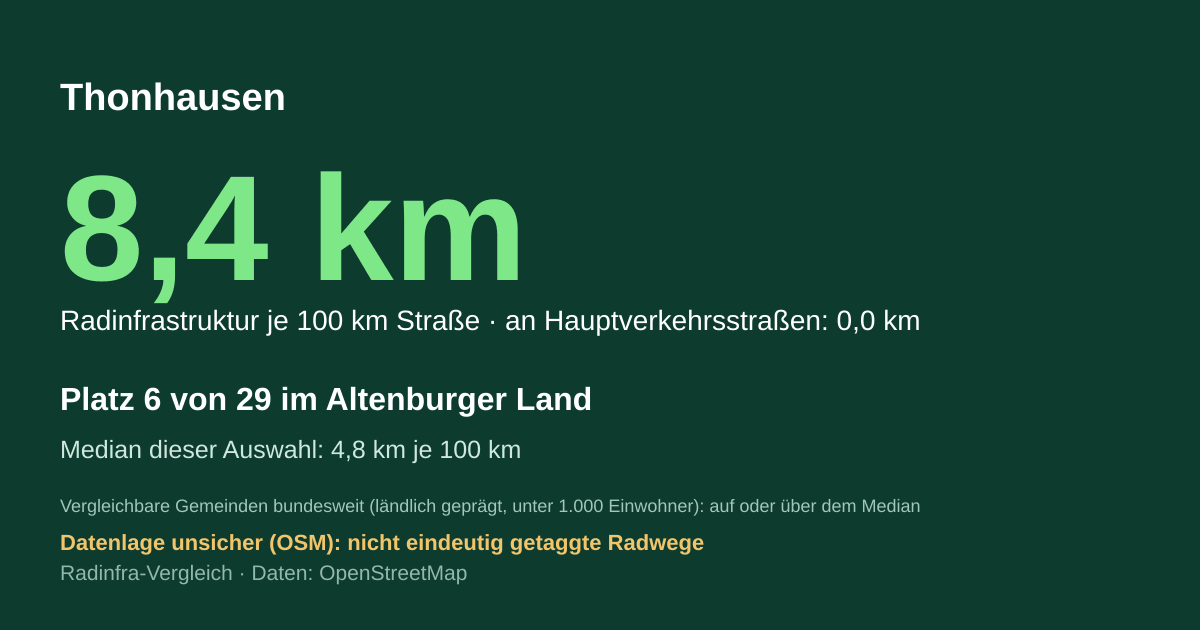 Thonhausen
8,4 km
Radinfrastruktur je 100 km Straße · an Hauptverkehrsstraßen: 0,0 km
Platz 6 von 29 im Altenburger Land
Median dieser Auswahl: 4,8 km je 100 km
Vergleichbare Gemeinden bundesweit (ländlich geprägt, unter 1.000 Einwohner): auf oder über dem Median
Datenlage unsicher (OSM): nicht eindeutig getaggte Radwege
Radinfra-Vergleich · Daten: OpenStreetMap